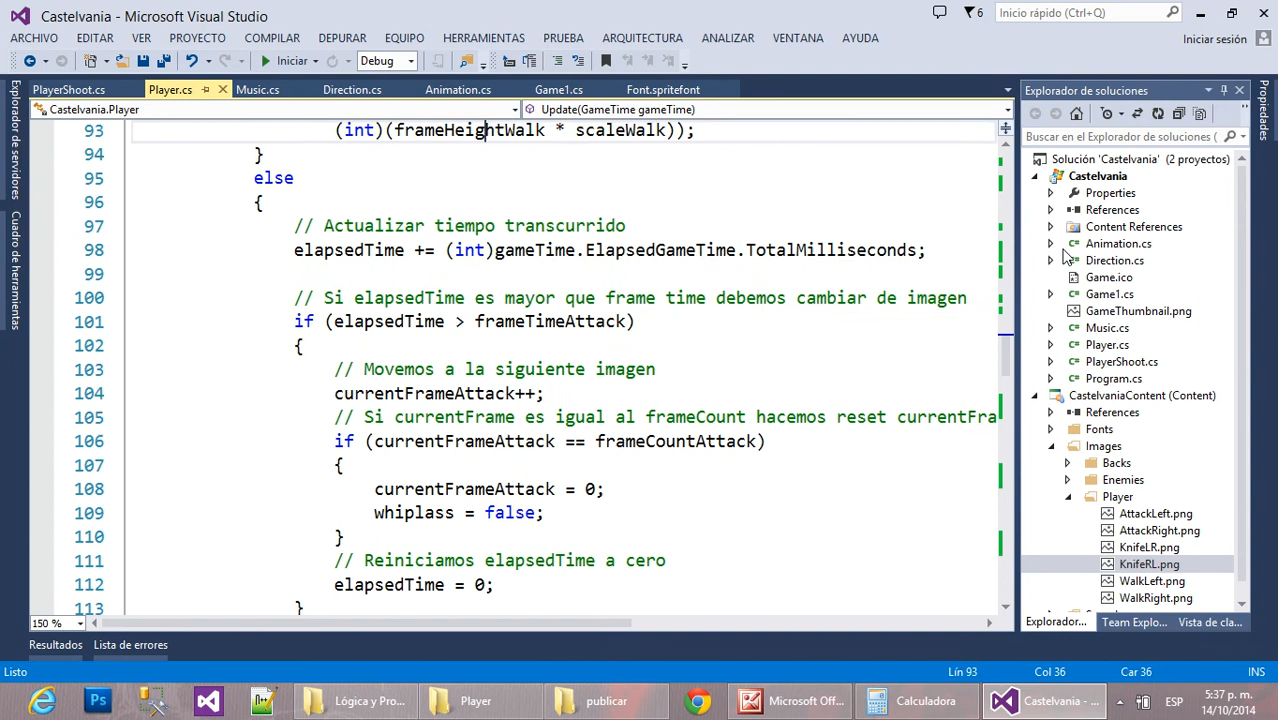 Castelvania - Microsoft Visual Studio
6
Inicio rápido (Ctrl+Q)
ARCHIVO EDITAR VER PROYECTO COMPILAR DEPURAR EQUIPO HERRAMIENTAS PRUEBA ARQUITECTURA ANALIZAR VENTANA AYUDA
Iniciar sesión
Iniciar Debug
PlayerShoot.cs Player.cs Music.cs Direction.cs Animation.cs Game1.cs Font.spritefont
Castelvania.Player Update(GameTime gameTime)
Explorador de servidores
Cuadro de herramientas
93 (int)(frameHeightWalk * scaleWalk));
94 }
95 else
96 {
97 // Actualizar tiempo transcurrido
98 elapsedTime += (int)gameTime.ElapsedGameTime.TotalMilliseconds;
99
100 // Si elapsedTime es mayor que frame time debemos cambiar de imagen
101 if (elapsedTime > frameTimeAttack)
102 {
103 // Movemos a la siguiente imagen
104 currentFrameAttack++;
105 // Si currentFrame es igual al frameCount hacemos reset currentFra
106 if (currentFrameAttack == frameCountAttack)
107 {
108 currentFrameAttack = 0;
109 whiplass = false;
110 }
111 // Reiniciamos elapsedTime a cero
112 elapsedTime = 0;
113 }
150 %
Explorador de soluciones
Buscar en el Explorador de soluciones (
Solución 'Castelvania' (2 proyectos)
Castelvania
Properties
References
Content References
Animation.cs
Direction.cs
Game.ico
Game1.cs
GameThumbnail.png
Music.cs
Player.cs
PlayerShoot.cs
Program.cs
CastelvaniaContent (Content)
References
Fonts
Images
Backs
Enemies
Player
AttackLeft.png
AttackRight.png
KnifeLR.png
KnifeRL.png
WalkLeft.png
WalkRight.png
Explorador... Team Explo... Vista de cla...
Resultados Lista de errores
Listo Lín 93 Col 36 Car 36 INS
Ps Lógica y Pro... Player publicar Microsoft Of... Calculadora Castelvania - ... ESP 5:37 p. m.
14/10/2014